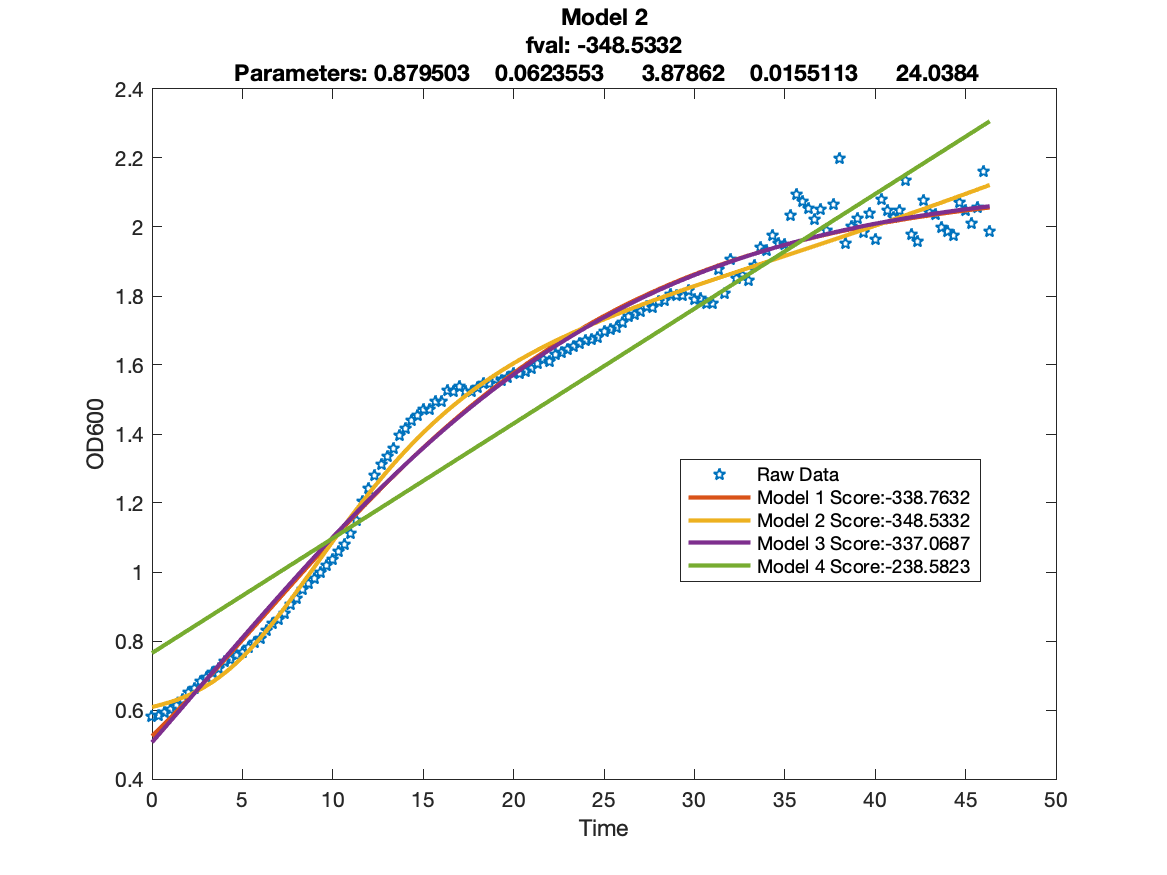 Model 2
fval: -348.5332
Parameters: 0.879503 0.0623553 3.87862 0.0155113 24.0384
2.4
2.2
2
1.8
1.6
1.4
1.2
1
0.8
0.6
0.4
OD600
Raw Data
Model 1 Score:-338.7632
Model 2 Score:-348.5332
Model 3 Score:-337.0687
Model 4 Score:-238.5823
0 5 10 15 20 25 30 35 40 45 50
Time